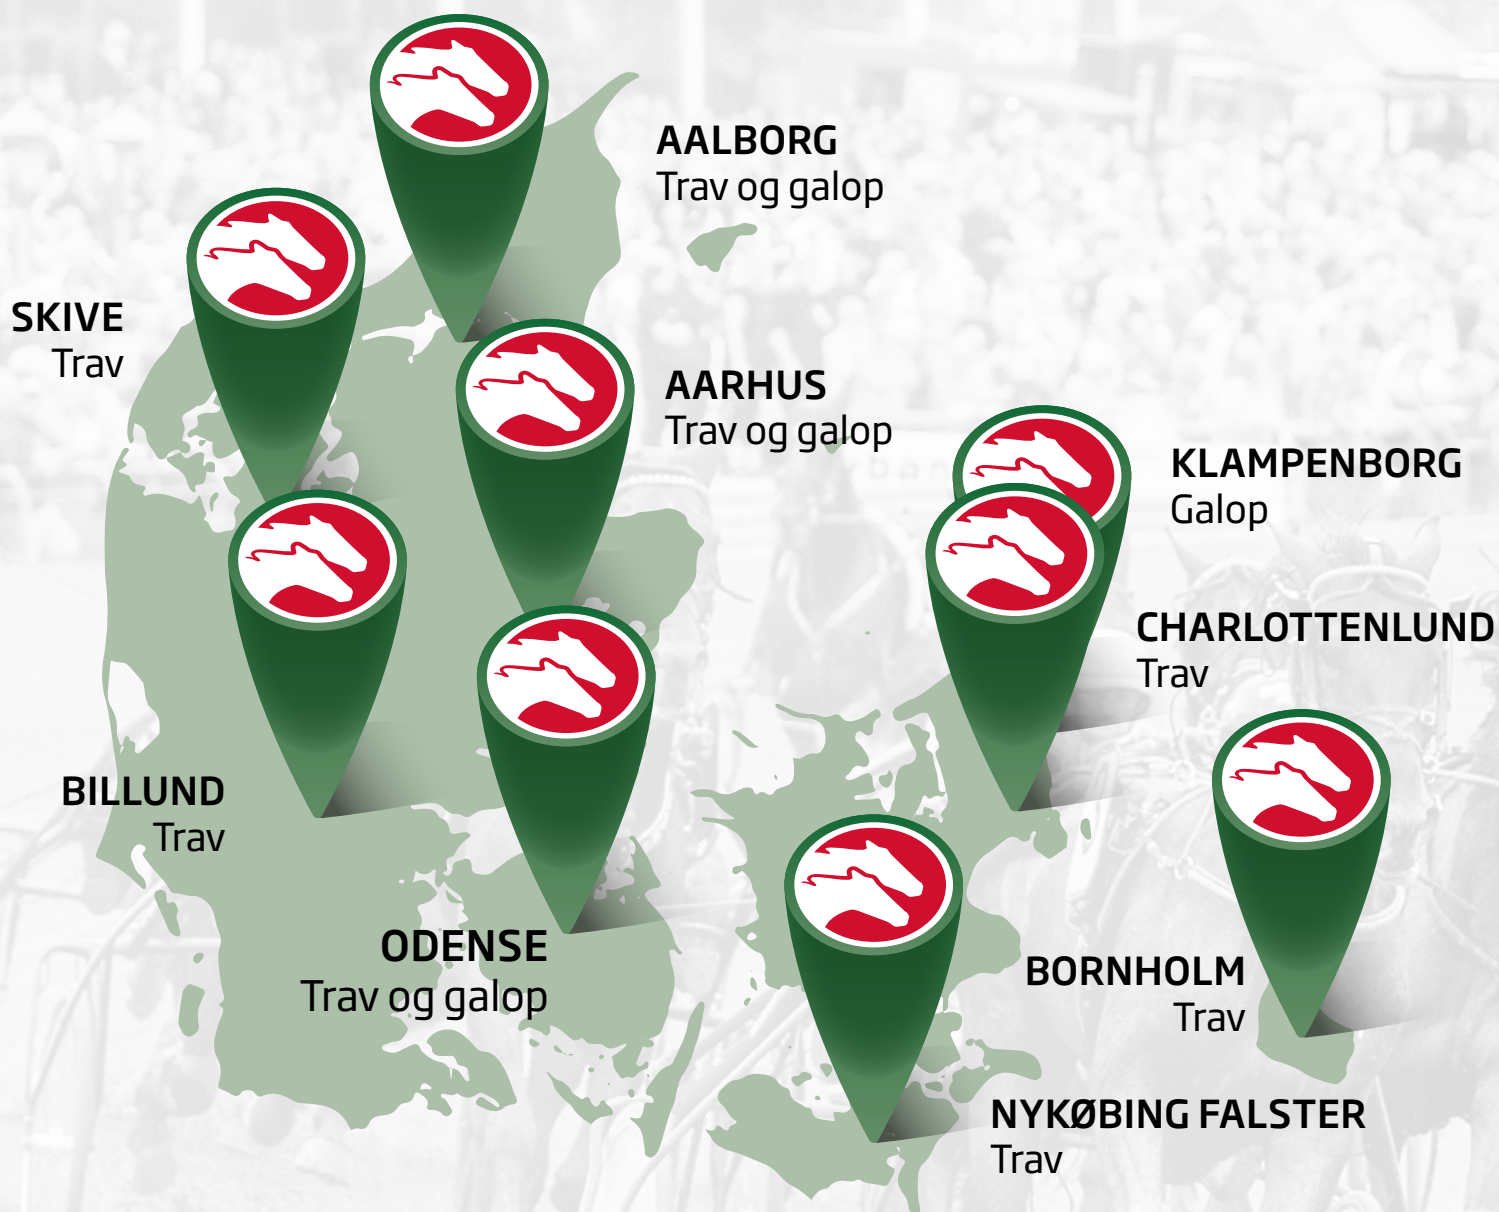 AALBORG
Trav og galop
SKIVE
Trav
AARHUS
Trav og galop
KLAMPENBORG
Galop
CHARLOTTENLUND
Trav
BILLUND
Trav
ODENSE
Trav og galop
BORNHOLM
Trav
NYKØBING FALSTER
Trav